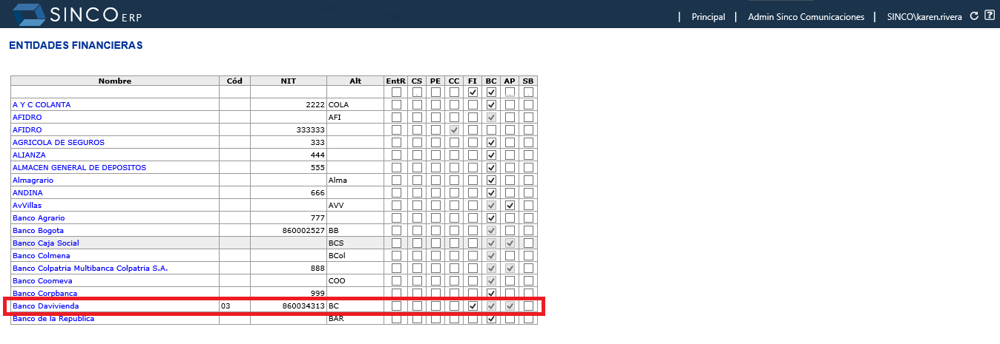 SINCO ERP
| Principal | Admin Sinco Comunicaciones | SINCO\karen.rivera
ENTIDADES FINANCIERAS
Nombre Cód NIT Alt EntR CS PE CC FI BC AP SB
A Y C COLANTA 2222 COLA
AFIDRO AFI
AFIDRO 333333
AGRICOLA DE SEGUROS 333
ALIANZA 444
ALMACEN GENERAL DE DEPOSITOS 555
Almagrario Alma
ANDINA 666
AvVillas AVV
Banco Agrario 777
Banco Bogota 860002527 BB
Banco Caja Social BCS
Banco Colmena BCol
Banco Colpatria Multibanca Colpatria S.A. 888
Banco Coomeva COO
Banco Corpbanca 999
Banco Davivienda 03 860034313 BC
Banco de la Republica BAR